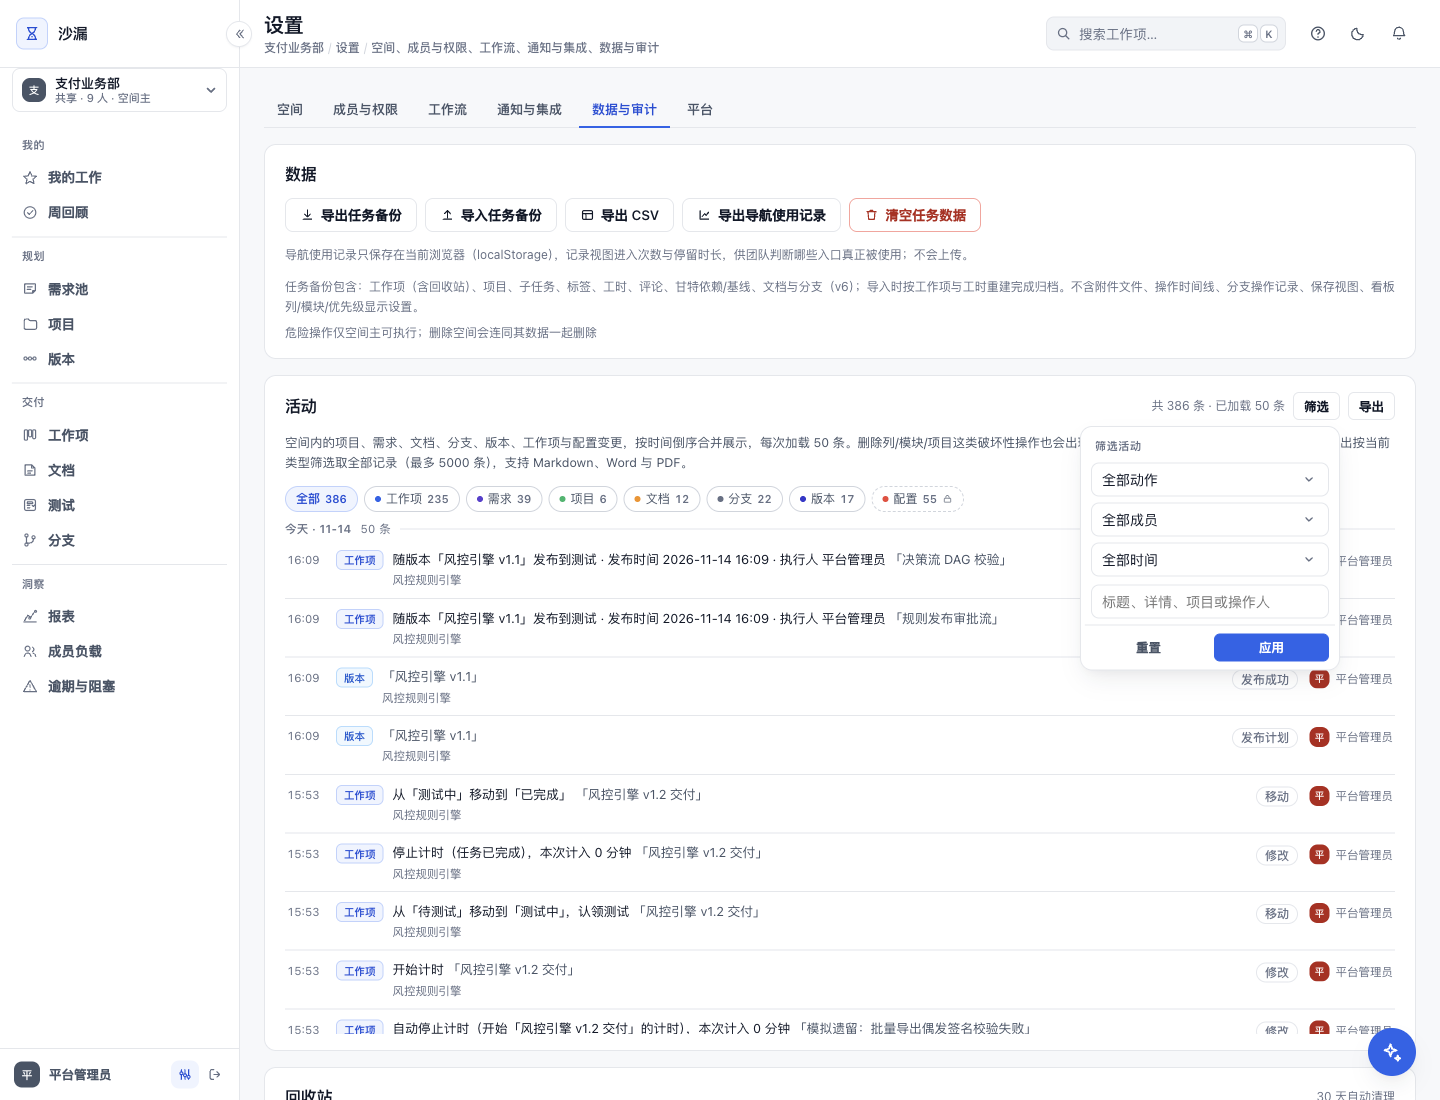 沙漏
支
支付业务部
共享 · 9 人 · 空间主
我的
我的工作
周回顾
规划
需求池
项目
版本
交付
工作项
文档
测试
分支
洞察
报表
成员负载
逾期与阻塞
平
平台管理员
设置
支付业务部 / 设置 / 空间、成员与权限、工作流、通知与集成、数据与审计
搜索工作项...
⌘ K
空间
成员与权限
工作流
通知与集成
数据与审计
平台
数据
导出任务备份
导入任务备份
导出 CSV
导出导航使用记录
清空任务数据
导航使用记录只保存在当前浏览器（localStorage），记录视图进入次数与停留时长，供团队判断哪些入口真正被使用；不会上传。
任务备份包含：工作项（含回收站）、项目、子任务、标签、工时、评论、甘特依赖/基线、文档与分支（v6）；导入时按工作项与工时重建完成归档。不含附件文件、操作时间线、分支操作记录、保存视图、看板
列/模块/优先级显示设置。
危险操作仅空间主可执行；删除空间会连同其数据一起删除
活动
共 386 条 · 已加载 50 条
筛选
导出
空间内的项目、需求、文档、分支、版本、工作项与配置变更，按时间倒序合并展示，每次加载 50 条。删除列/模块/项目这类破坏性操作也会出
出按当前
类型筛选取全部记录（最多 5000 条），支持 Markdown、Word 与 PDF。
筛选活动
全部动作
全部成员
全部时间
标题、详情、项目或操作人
重置
应用
全部 386
工作项 235
需求 39
项目 6
文档 12
分支 22
版本 17
配置 55
今天 · 11-14 50 条
16:09 工作项 随版本「风控引擎 v1.1」发布到测试 · 发布时间 2026-11-14 16:09 · 执行人 平台管理员 「决策流 DAG 校验」 平台管理员
风控规则引擎
16:09 工作项 随版本「风控引擎 v1.1」发布到测试 · 发布时间 2026-11-14 16:09 · 执行人 平台管理员 「规则发布审批流」 平台管理员
风控规则引擎
16:09 版本 「风控引擎 v1.1」 发布成功 平 平台管理员
风控规则引擎
16:09 版本 「风控引擎 v1.1」 发布计划 平 平台管理员
风控规则引擎
15:53 工作项 从「测试中」移动到「已完成」 「风控引擎 v1.2 交付」 移动 平 平台管理员
风控规则引擎
15:53 工作项 停止计时（任务已完成），本次计入 0 分钟 「风控引擎 v1.2 交付」 修改 平 平台管理员
风控规则引擎
15:53 工作项 从「待测试」移动到「测试中」，认领测试 「风控引擎 v1.2 交付」 移动 平 平台管理员
风控规则引擎
15:53 工作项 开始计时 「风控引擎 v1.2 交付」 修改 平 平台管理员
风控规则引擎
15:53 工作项 自动停止计时（开始「风控引擎 v1.2 交付」的计时），本次计入 0 分钟 「模拟遗留：批量导出偶发签名校验失败」 修改 平 平台管理员
回收站
30 天自动清理